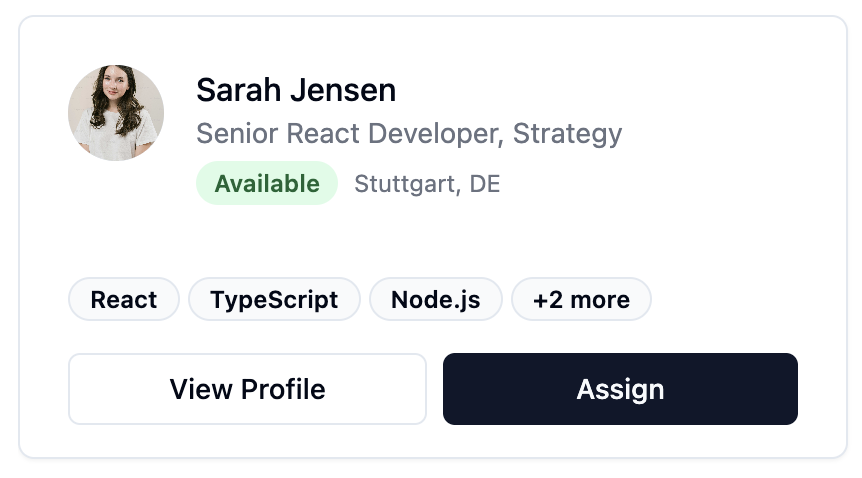 Sarah Jensen
Senior React Developer, Strategy
Available Stuttgart, DE
React TypeScript Node.js +2 more
View Profile Assign